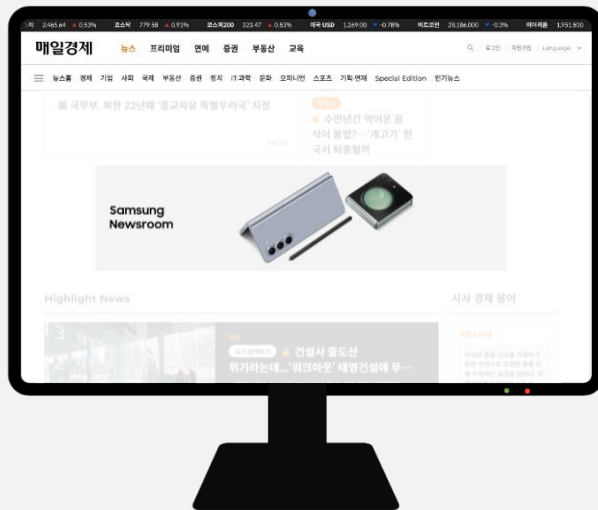 스피 2,465.64 ▲ 0.53% 코스닥 779.58 ▲ 0.91% 코스피200 323.47 ▲ 0.53% 미국 USD 1,269.00 ▼ -0.78% 비트코인 28,186,000 ▼ -0.3% 이더리움 1,951,500
매일경제 뉴스 프리미엄 연예 증권 부동산 교육 로그인 회원가입 Language
뉴스홈 경제 기업 사회 국제 부동산 증권 정치 IT·과학 문화 오피니언 스포츠 기획·연재 Special Edition 인기뉴스
美 국무부, 북한 22년째 '종교자유 특별우려국' 지정
수만년간 먹어온 음
식이 불법?…'개고기' 한
국서 퇴출될까
Samsung
Newsroom
Highlight News
시사 경제 용어
건설사 줄도산
위기라는데…'워크아웃' 태영건설에 무…